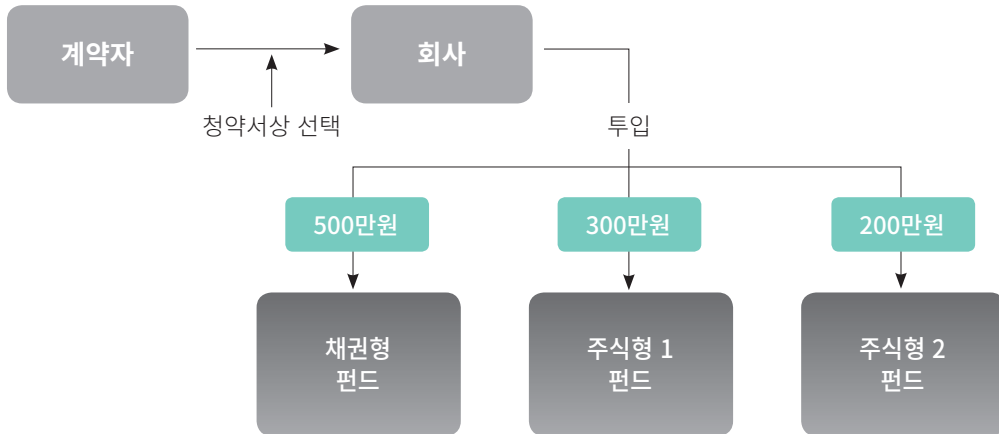 계약자
회사
청약서상 선택
투입
500만원
300만원
200만원
채권형
펀드
주식형 1
펀드
주식형 2
펀드